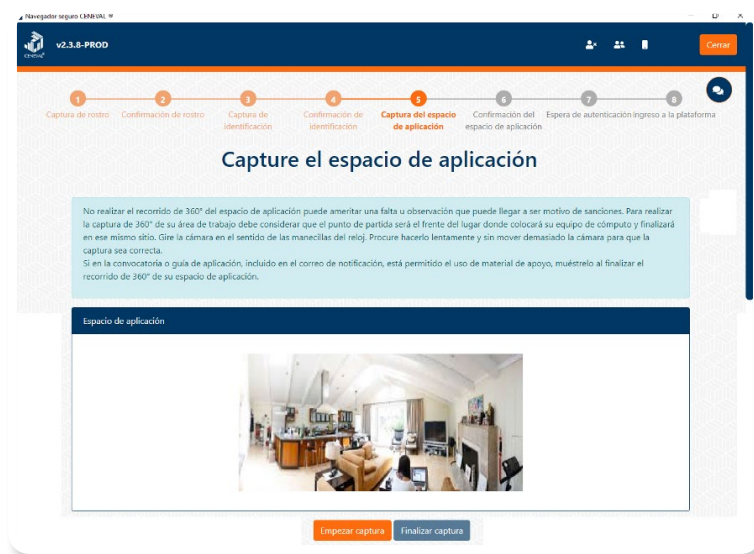 Navegador seguro CENEVAL
CENEVAL
v2.3.8-PROD
Cerrar
1 2 3 4 5 6 7 8
Captura de rostro Confirmación de rostro Captura de identificación Confirmación de identificación Captura del espacio de aplicación Confirmación del espacio de aplicación Espera de autenticación Ingreso a la plataforma
Capture el espacio de aplicación
No realizar el recorrido de 360° del espacio de aplicación puede ameritar una falta u observación que puede llegar a ser motivo de sanciones. Para realizar
la captura de 360° de su área de trabajo debe considerar que el punto de partida será el frente del lugar donde colocará su equipo de cómputo y finalizará
en ese mismo sitio. Gire la cámara en el sentido de las manecillas del reloj. Procure hacerlo lentamente y sin mover demasiado la cámara para que la
captura sea correcta.
Si en la convocatoria o guía de aplicación, incluido en el correo de notificación, está permitido el uso de material de apoyo, muéstrelo al finalizar el
recorrido de 360° de su espacio de aplicación.
Espacio de aplicación
Empezar captura
Finalizar captura